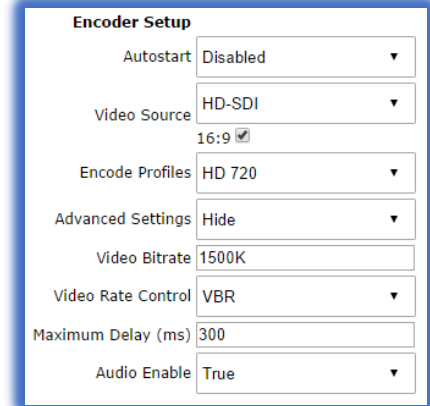 Encoder Setup
Autostart Disabled
Video Source HD-SDI
16:9
Encode Profiles HD 720
Advanced Settings Hide
Video Bitrate 1500K
Video Rate Control VBR
Maximum Delay (ms) 300
Audio Enable True